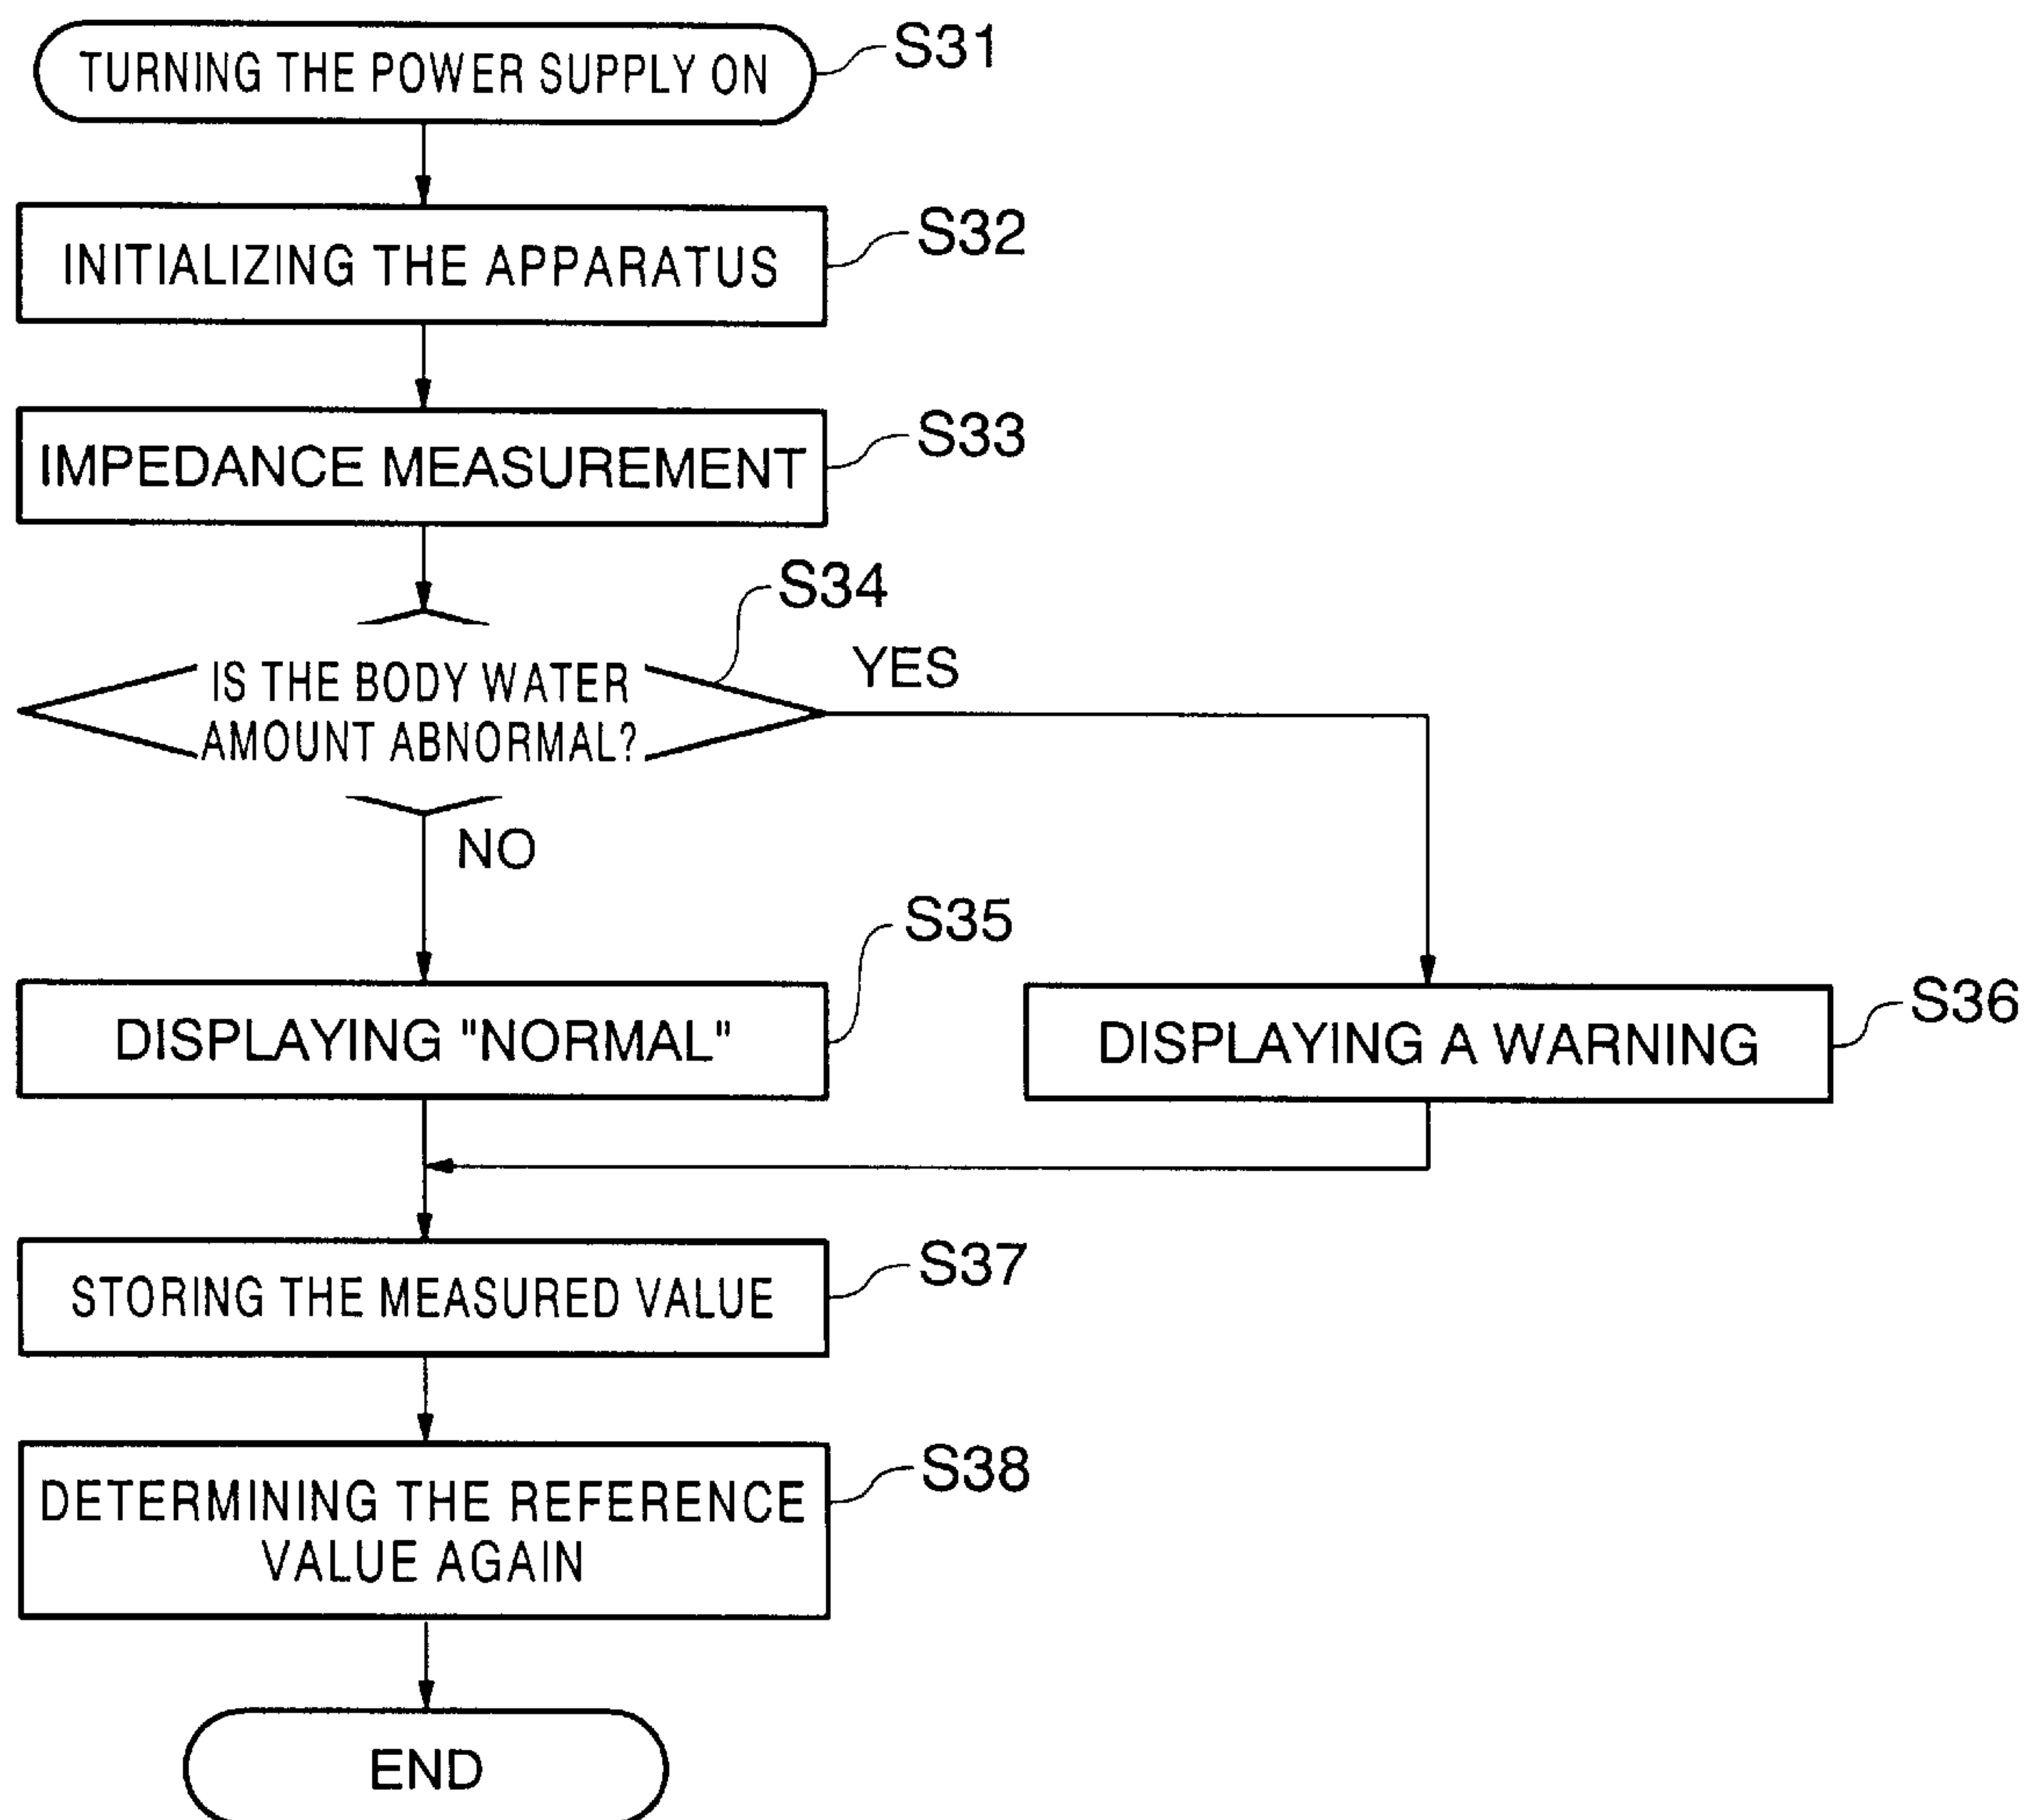 TURNING THE POWER SUPPLY ON
S31
INITIALIZING THE APPARATUS
S32
IMPEDANCE MEASUREMENT
S33
S34
IS THE BODY WATER
AMOUNT ABNORMAL?
YES
NO
S35
DISPLAYING "NORMAL"
DISPLAYING A WARNING
S36
STORING THE MEASURED VALUE
S37
DETERMINING THE REFERENCE
VALUE AGAIN
S38
END